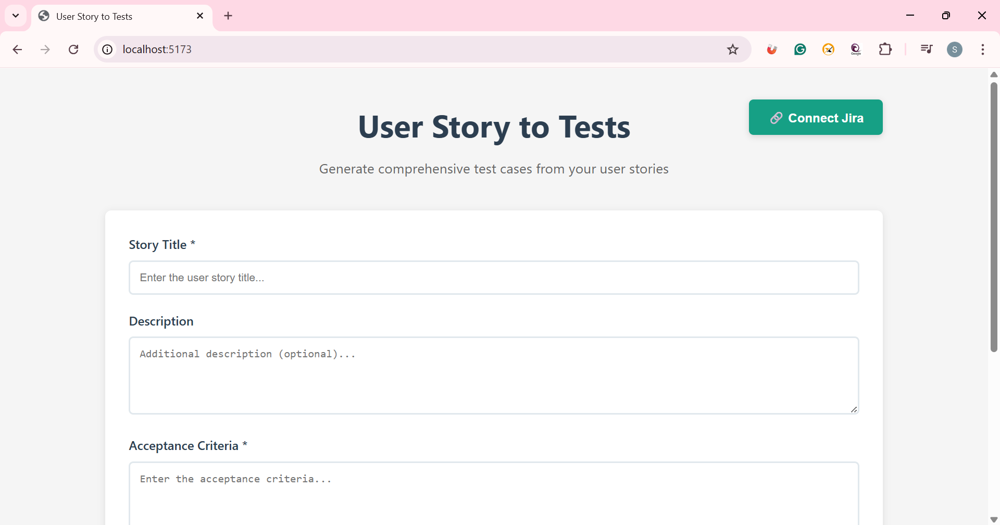 User Story to Tests
localhost:5173
Qeogle
S
User Story to Tests
🔗 Connect Jira
Generate comprehensive test cases from your user stories
Story Title *
Enter the user story title...
Description
Additional description (optional)...
Acceptance Criteria *
Enter the acceptance criteria...